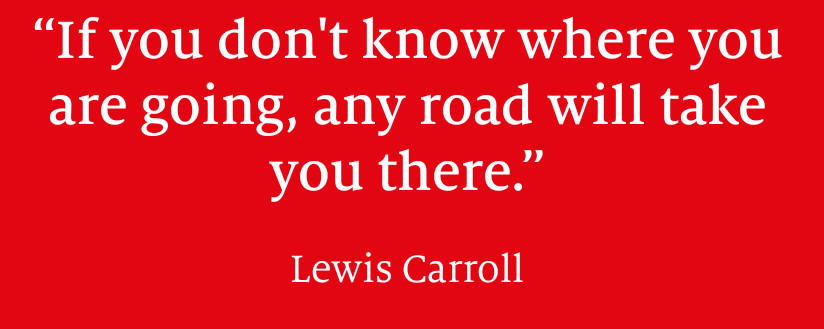 “If you don't know where you
are going, any road will take
you there.”
Lewis Carroll